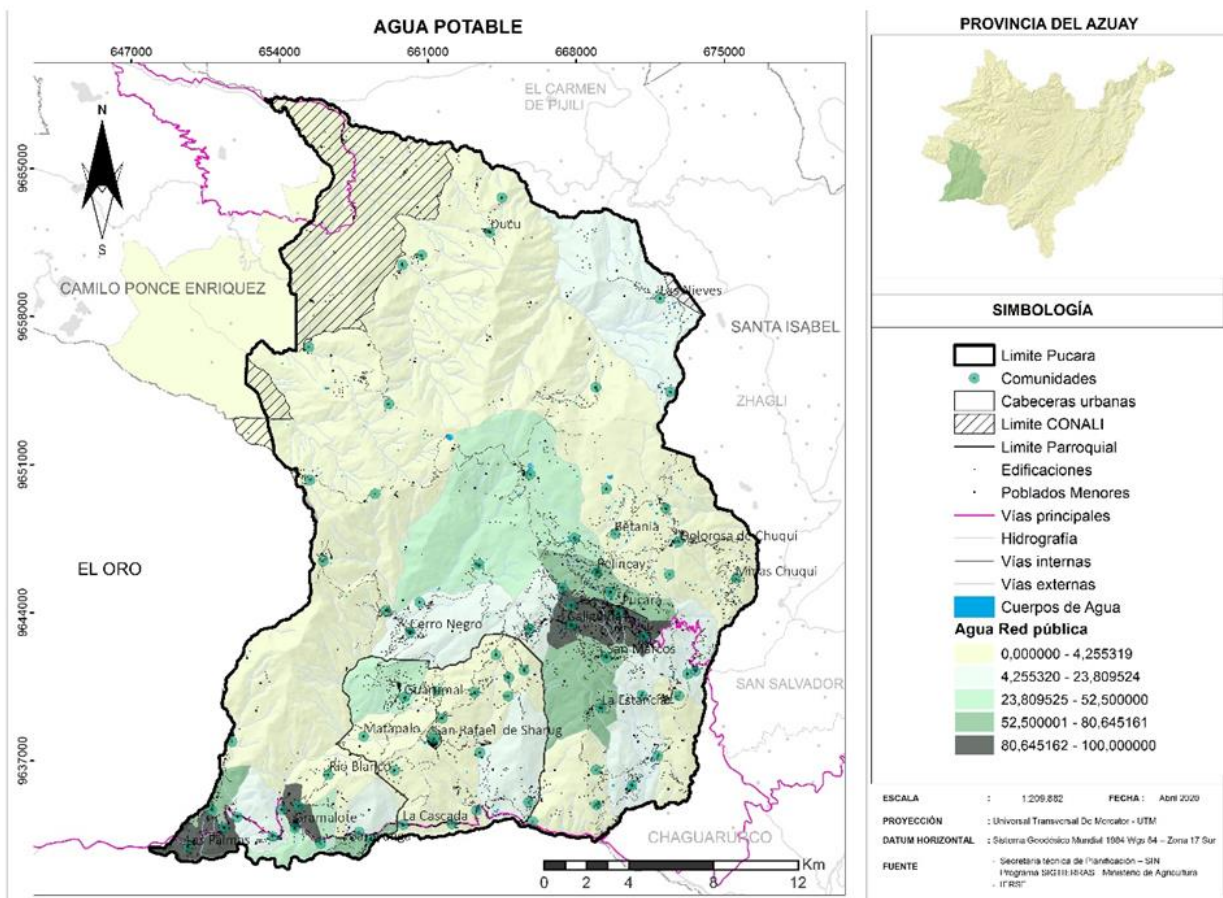 AGUA POTABLE
647000
654000
661000
668000
675000
9665000
9658000
9651000
9644000
9637000
N
S
EL CARMEN
DE PIJILI
CAMILO PONCE ENRIQUEZ
SANTA ISABEL
ZHAGLI
EL ORO
SAN SALVADOR
CHAGUARURCO
Ducu
Las Nieves
Betania
Dolorosa de Chuqui
Pelincay
Minas Chuqui
Pucara
Cerro Negro
San Marcos
Guarumal
La Estancia
Matapalo
San Rafael de Sharug
Rio Blanco
La Cascada
Las Palmas
Km
0 2 4 8 12
PROVINCIA DEL AZUAY
SIMBOLOGÍA
Limite Pucara
Comunidades
Cabeceras urbanas
Limite CONALI
Limite Parroquial
Edificaciones
Poblados Menores
Vías principales
Hidrografía
Vías internas
Vías externas
Cuerpos de Agua
Agua Red pública
0,000000 - 4,255319
4,255320 - 23,809524
23,809525 - 52,500000
52,500001 - 80,645161
80,645162 - 100,000000
ESCALA : 1:209.882 FECHA : Abril 2020
PROYECCIÓN : Universal Transversal De Mercator - UTM
DATUM HORIZONTAL : Sistema Geodésico Mundial 1984 Wgs 84 – Zona 17 Sur
FUENTE - Secretaria técnica de Planificación – SIN
Programa SIGTIERRAS Ministerio de Agricultura
- IERSE